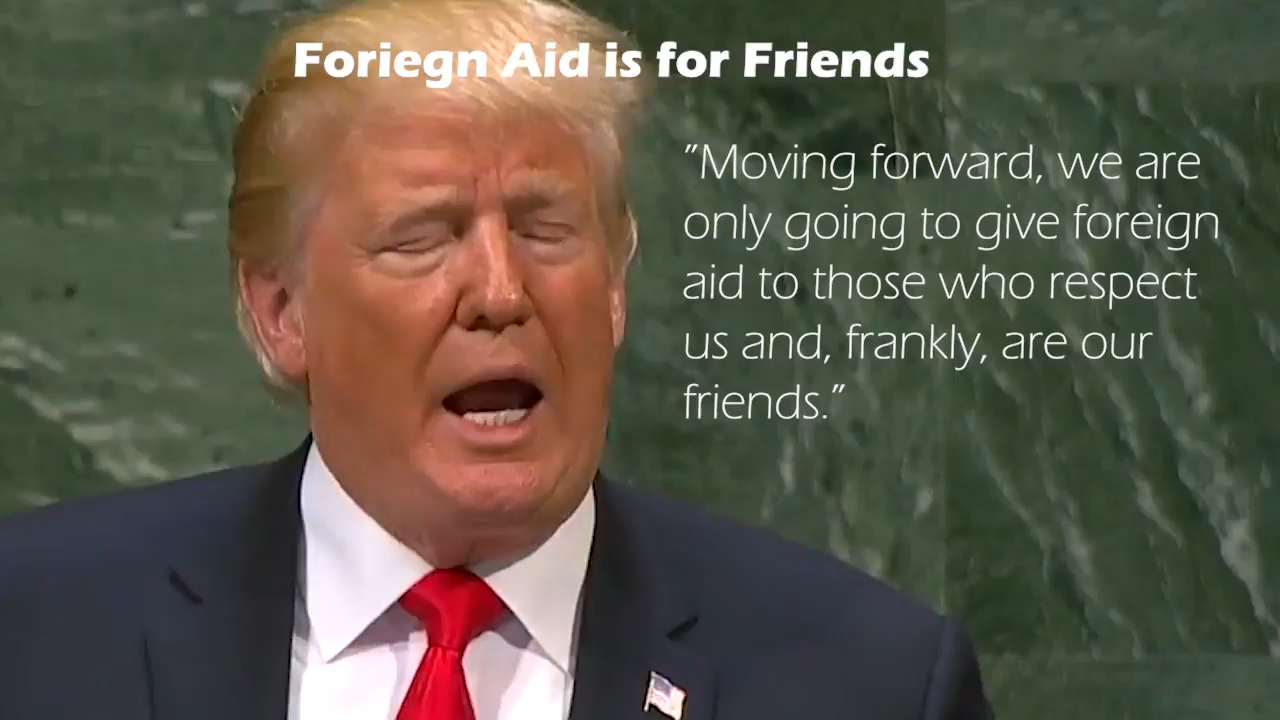 Foriegn Aid is for Friends
”Moving forward, we are
only going to give foreign
aid to those who respect
us and, frankly, are our
friends.”